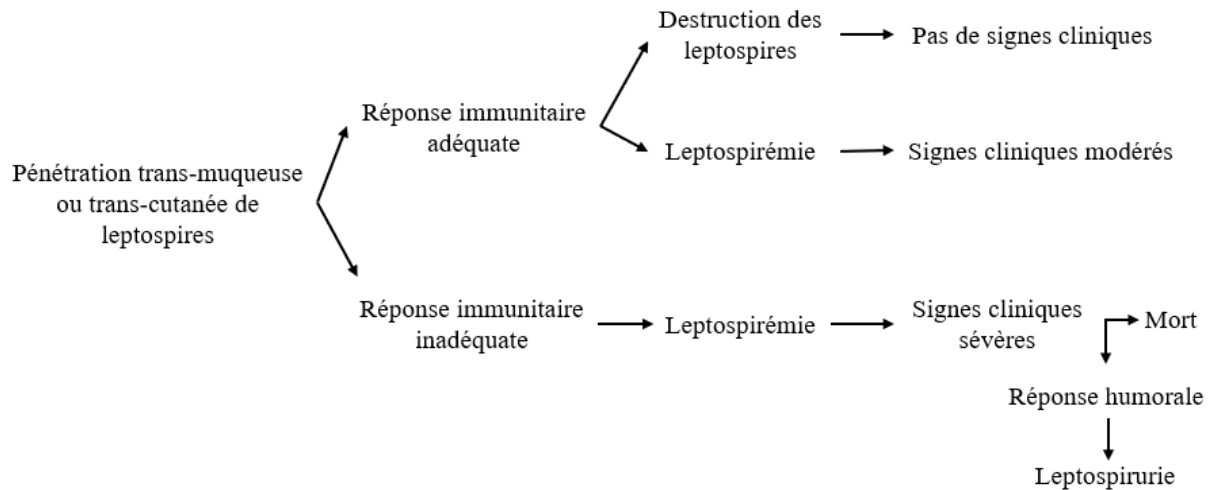 Destruction des
leptospires
Pas de signes cliniques
Réponse immunitaire
adéquate
Leptospirémie
Signes cliniques modérés
Pénétration trans-muqueuse
ou trans-cutanée de
leptospires
Réponse immunitaire
inadéquate
Leptospirémie
Signes cliniques
sévères
Mort
Réponse humorale
Leptospirurie